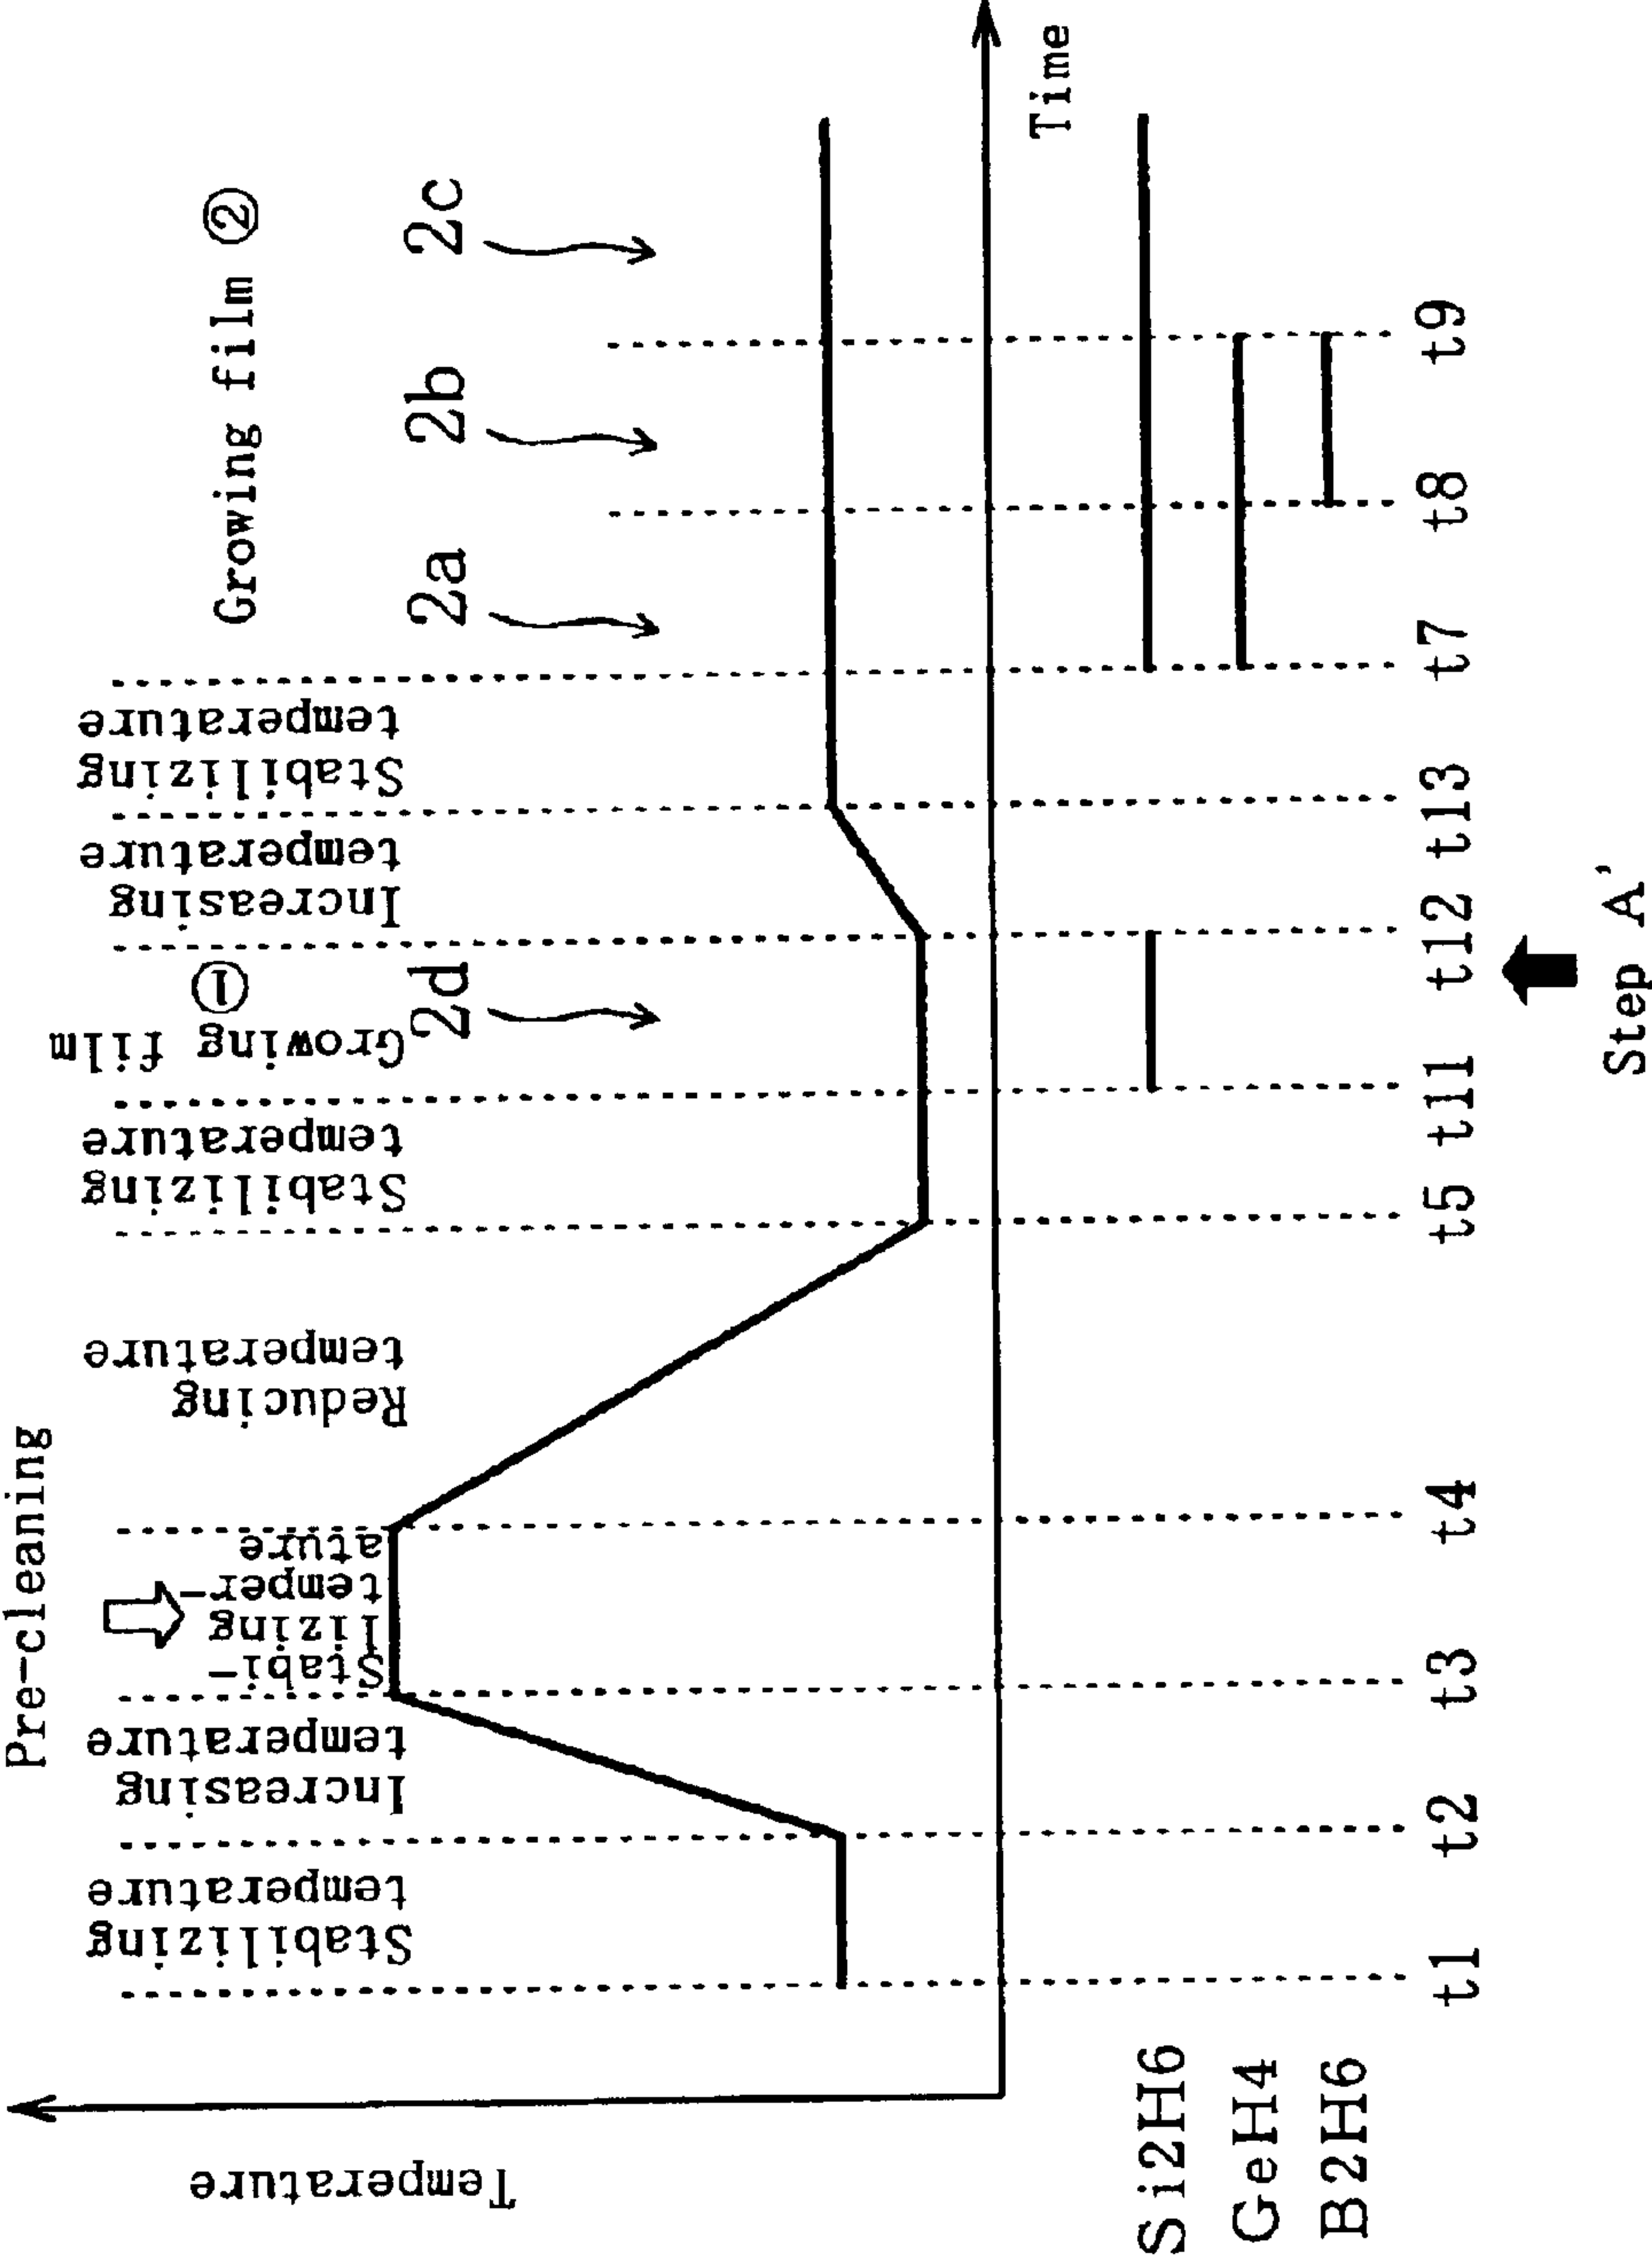 Pre-cleaning
Temperature
Stabilizing
temperature
Increasing
temperature
Stabi-
lizing
temper-
ature
Reducing
temperature
Stabilizing
temperature
Growing film
①
2d
Increasing
temperature
Stabilizing
temperature
Growing film ②
2a
2b
2c
Time
Si2H6
GeH4
B2H6
t1
t2
t3
t4
t5
t11
t12
t13
t7
t8
t9
Step A'